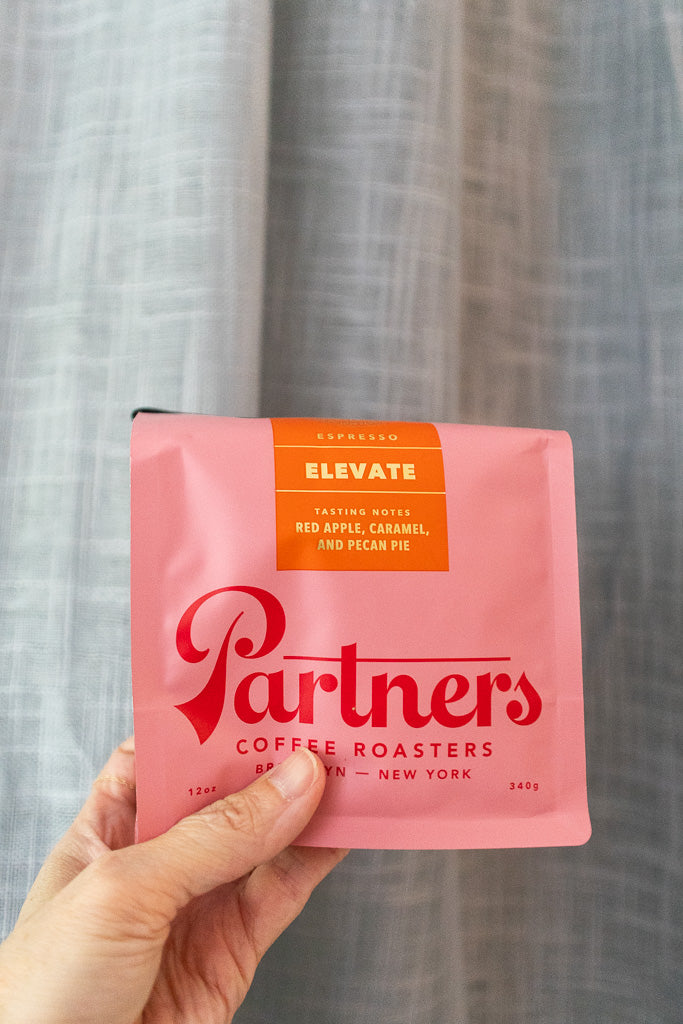 ESPRESSO
ELEVATE
TASTING NOTES
RED APPLE, CARAMEL,
AND PECAN PIE
Partners
COFFEE ROASTERS
— NEW YORK
12oz
340g